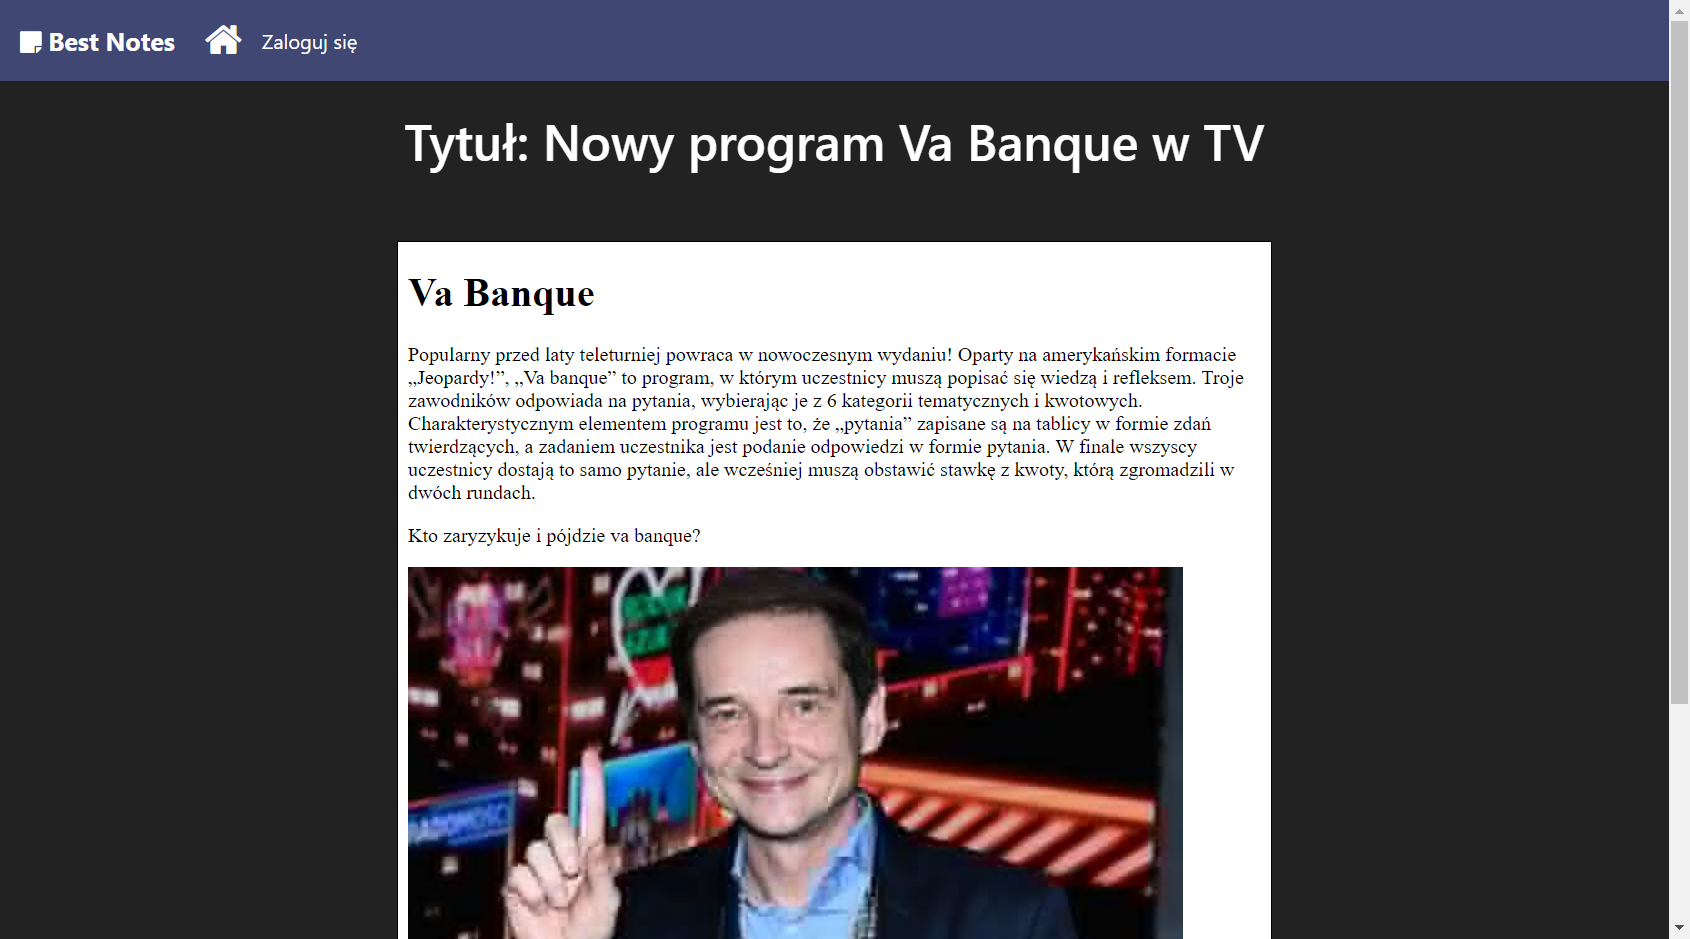 Best Notes
Zaloguj się
Tytuł: Nowy program Va Banque w TV
Va Banque
Popularny przed laty teleturniej powraca w nowoczesnym wydaniu! Oparty na amerykańskim formacie
„Jeopardy!”, „Va banque” to program, w którym uczestnicy muszą popisać się wiedzą i refleksem. Troje
zawodników odpowiada na pytania, wybierając je z 6 kategorii tematycznych i kwotowych.
Charakterystycznym elementem programu jest to, że „pytania” zapisane są na tablicy w formie zdań
twierdzących, a zadaniem uczestnika jest podanie odpowiedzi w formie pytania. W finale wszyscy
uczestnicy dostają to samo pytanie, ale wcześniej muszą obstawić stawkę z kwoty, którą zgromadzili w
dwóch rundach.
Kto zaryzykuje i pójdzie va banque?